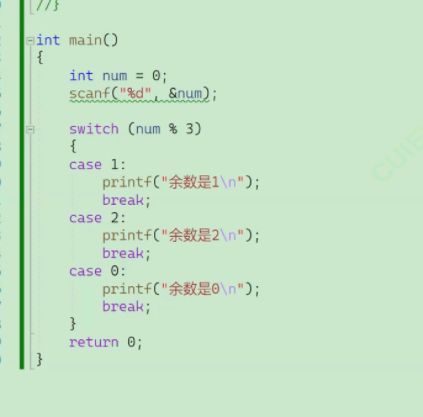 //}
int main()
{
    int num = 0;
    scanf("%d", &num);
    switch (num % 3)
    {
    case 1:
        printf("余数是1\n");
        break;
    case 2:
        printf("余数是2\n");
        break;
    case 0:
        printf("余数是0\n");
        break;
    }
    return 0;
}